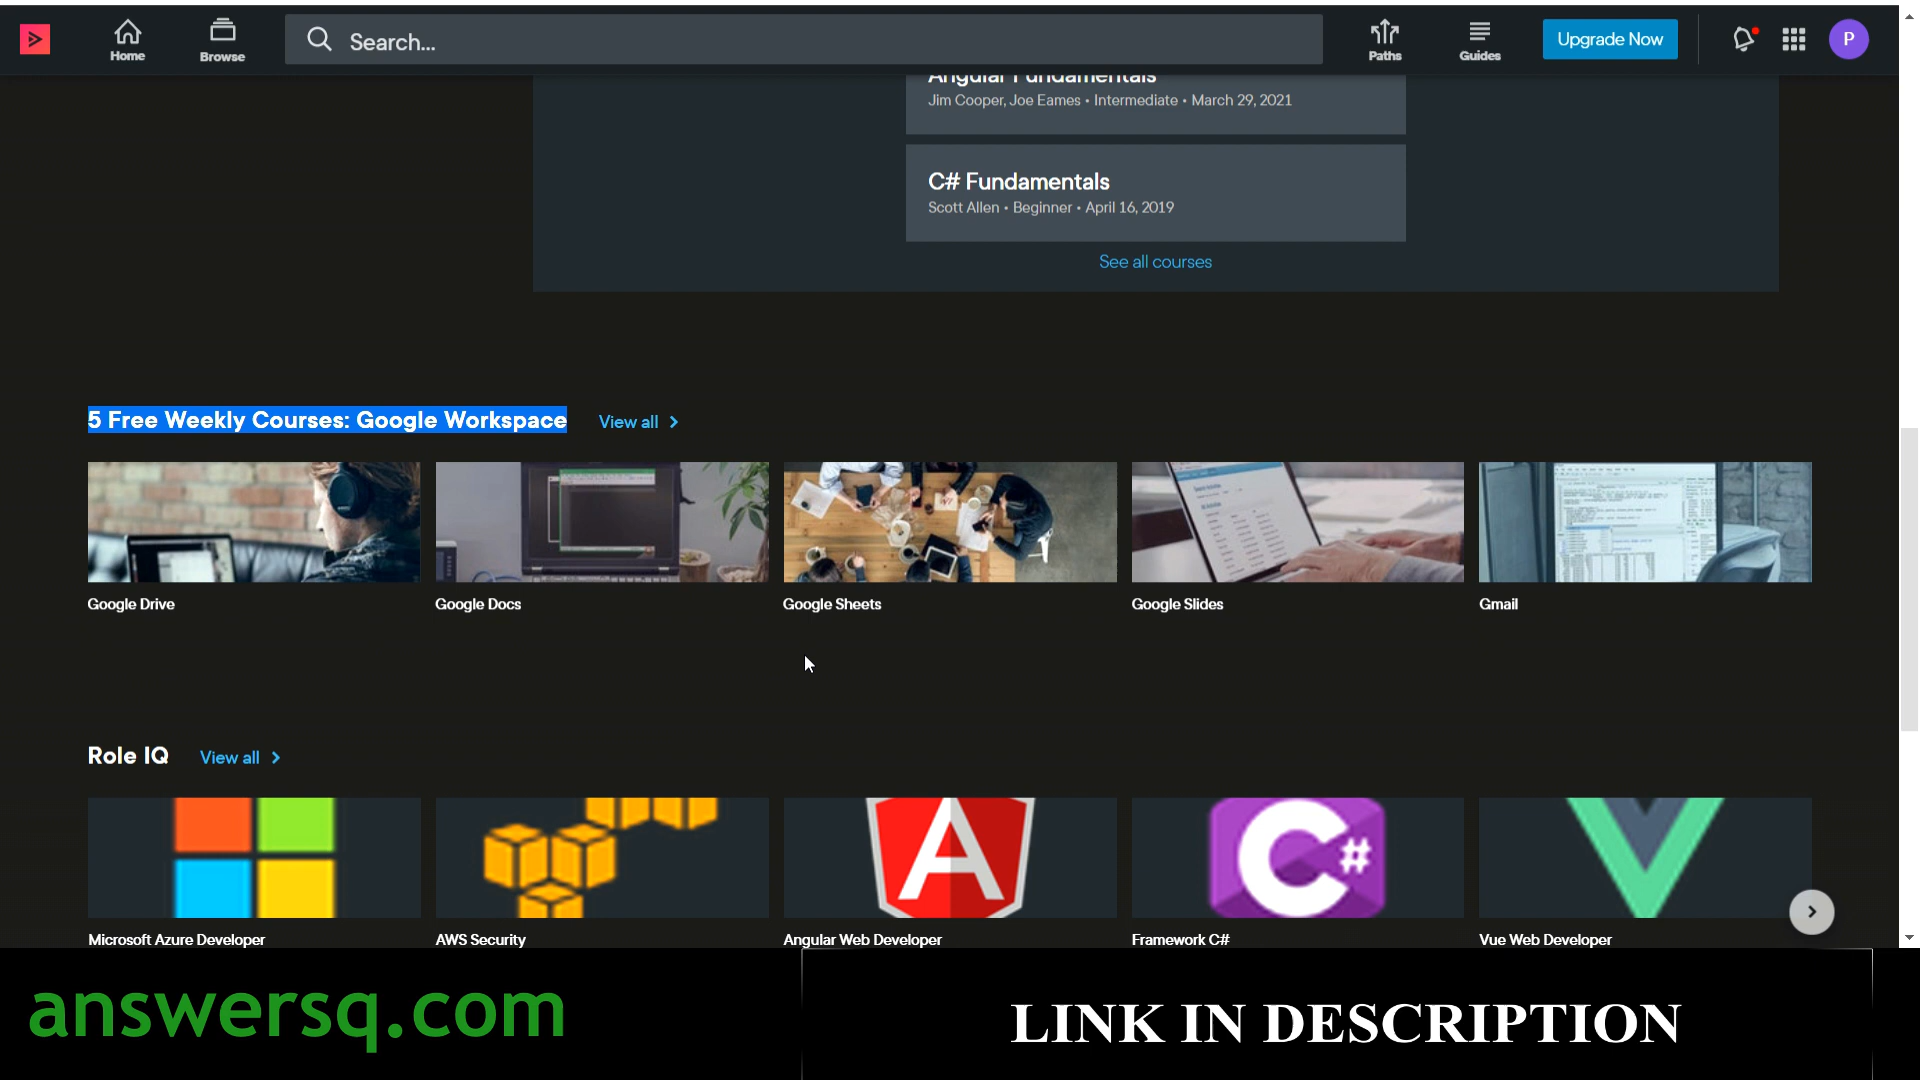 Home
Browse
Search...
Paths
Guides
Upgrade Now
P
Angular Fundamentals
Jim Cooper, Joe Eames • Intermediate • March 29, 2021
C# Fundamentals
Scott Allen • Beginner • April 16, 2019
See all courses
5 Free Weekly Courses: Google Workspace
View all
Google Drive
Google Docs
Google Sheets
Google Slides
Gmail
Role IQ
View all
Microsoft Azure Developer
AWS Security
Angular Web Developer
Framework C#
Vue Web Developer
answersq.com
LINK IN DESCRIPTION